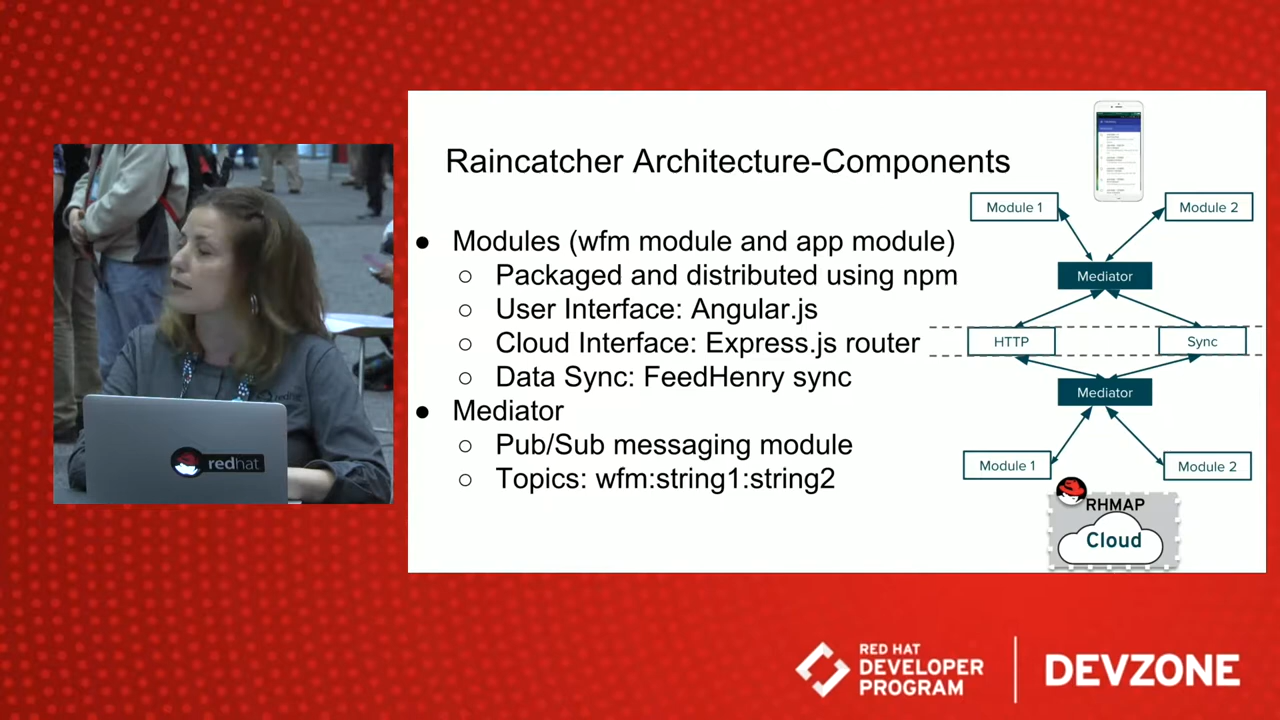 Raincatcher Architecture-Components
● Modules (wfm module and app module)
○ Packaged and distributed using npm
○ User Interface: Angular.js
○ Cloud Interface: Express.js router
○ Data Sync: FeedHenry sync
● Mediator
○ Pub/Sub messaging module
○ Topics: wfm:string1:string2
Module 1
Module 2
Mediator
HTTP
Sync
Mediator
Module 1
Module 2
RHMAP
Cloud
redhat
RED HAT
DEVELOPER
PROGRAM
DEVZONE